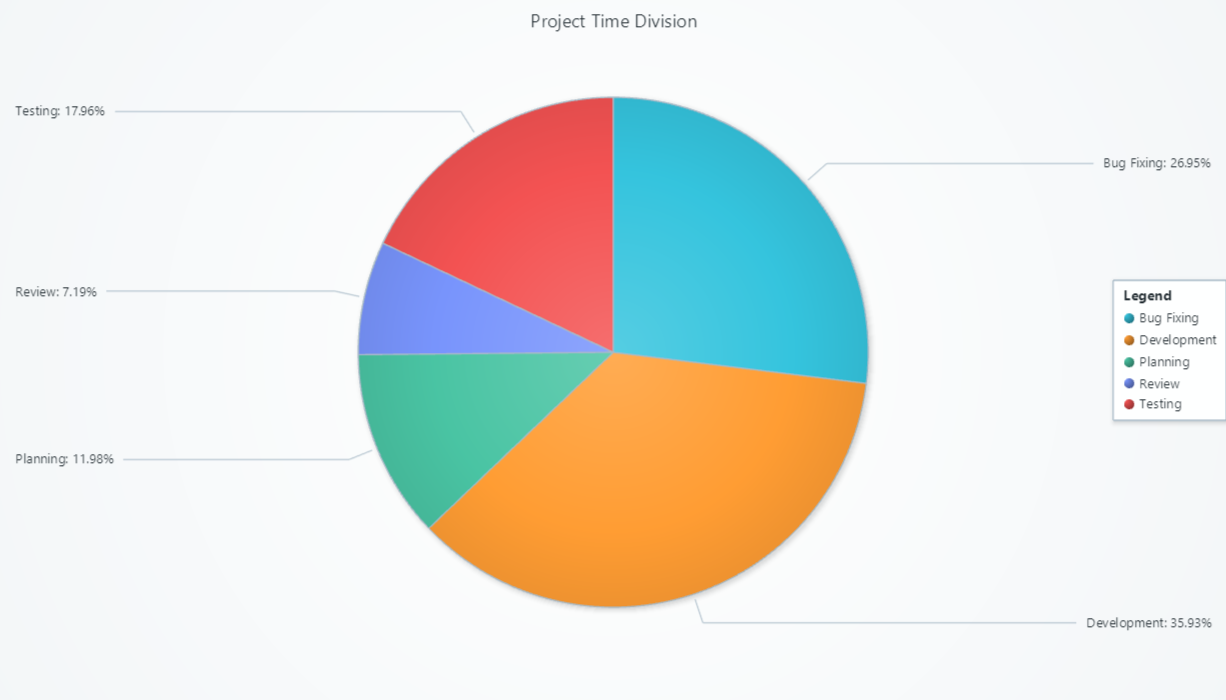 Project Time Division
Testing: 17.96%
Bug Fixing: 26.95%
Review: 7.19%
Legend
Bug Fixing
Development
Planning
Review
Testing
Planning: 11.98%
Development: 35.93%